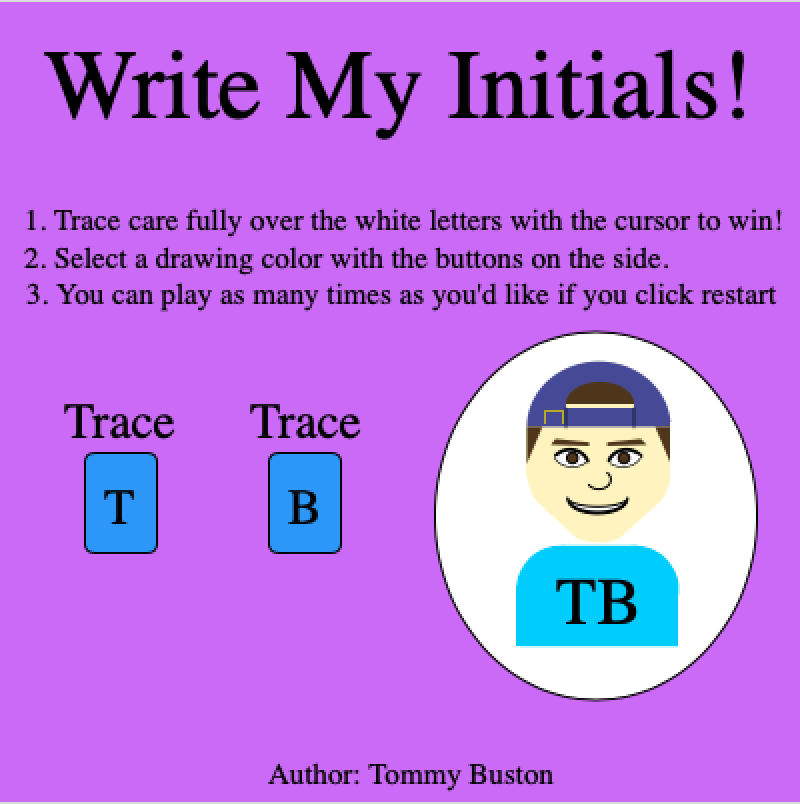 Write My Initials!
1. Trace care fully over the white letters with the cursor to win!
2. Select a drawing color with the buttons on the side.
3. You can play as many times as you'd like if you click restart
Trace
T
Trace
B
TB
Author: Tommy Buston